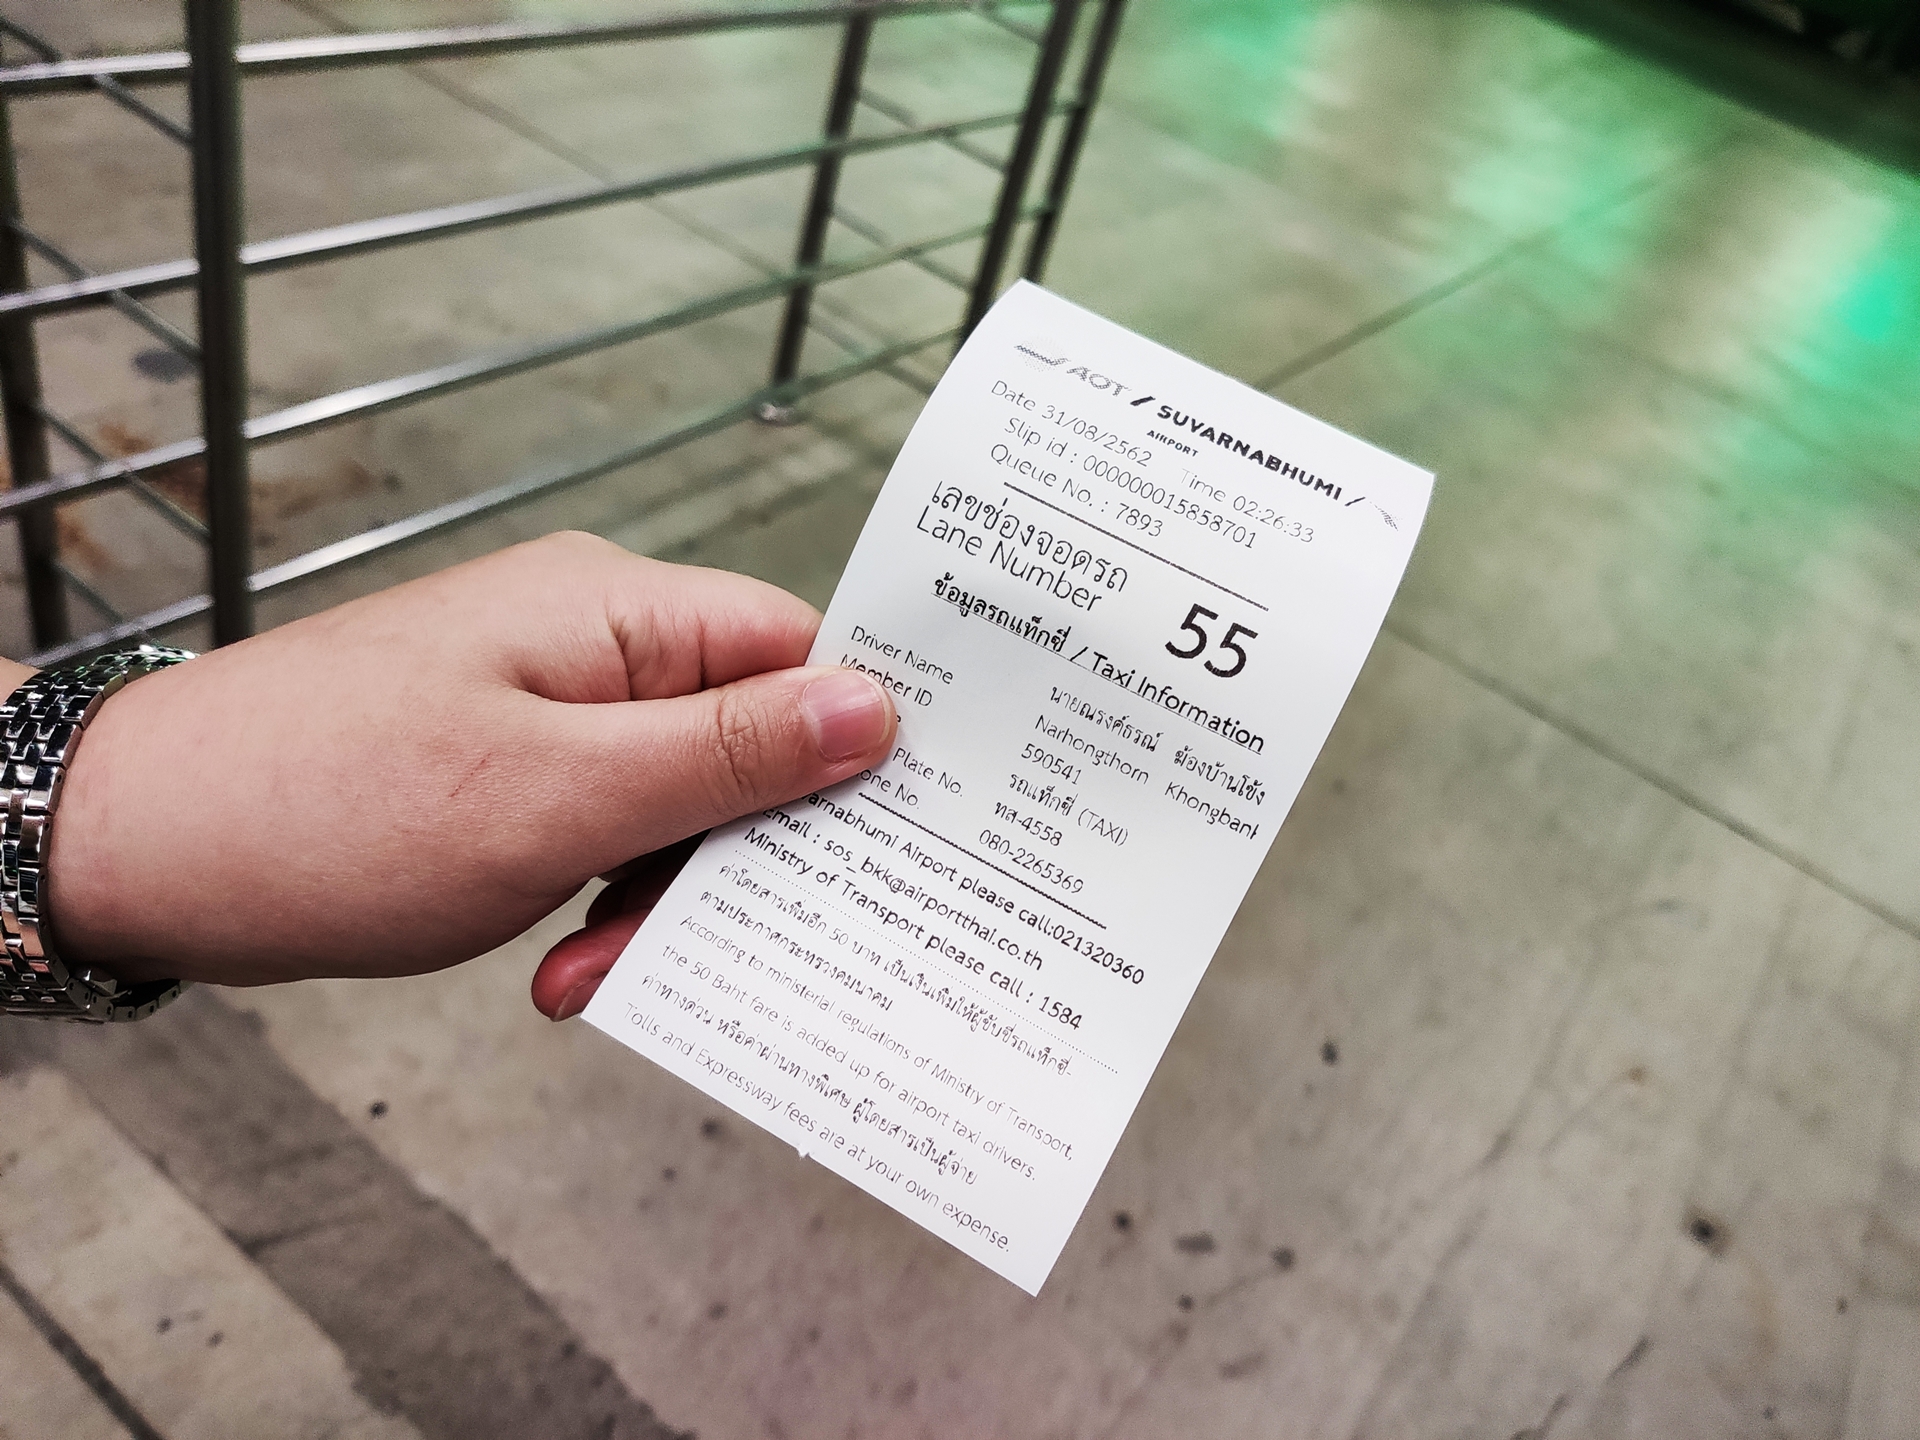 AOT / SUVARNABHUMI /
AIRPORT
Date 31/08/2562 Time 02:26:33
Slip id : 000000015858701
Queue No. : 7893
เลขช่องจอดรถ
Lane Number 55
ข้อมูลรถแท็กซี่ / Taxi Information
Driver Name นายณรงค์ธรณ์ ฆ้องบ้านโข้ง
Narhongthorn Khongban
Member ID 590541
รถแท็กซี่ (TAXI)
Plate No. ทส-4558
one No. 080-2265369
arnabhumi Airport please call:021320360
Email : sos_bkk@airportthai.co.th
Ministry of Transport please call : 1584
ค่าโดยสารเพิ่มอีก 50 บาท เป็นเงินเพิ่มให้ผู้ขับขี่รถแท็กซี่-
ตามประกาศกระทรวงคมนาคม
According to ministerial regulations of Ministry of Transport,
the 50 Baht fare is added up for airport taxi drivers.
ค่าทางด่วน หรือค่าผ่านทางพิเศษ ผู้โดยสารเป็นผู้จ่าย
Tolls and Expressway fees are at your own expense.